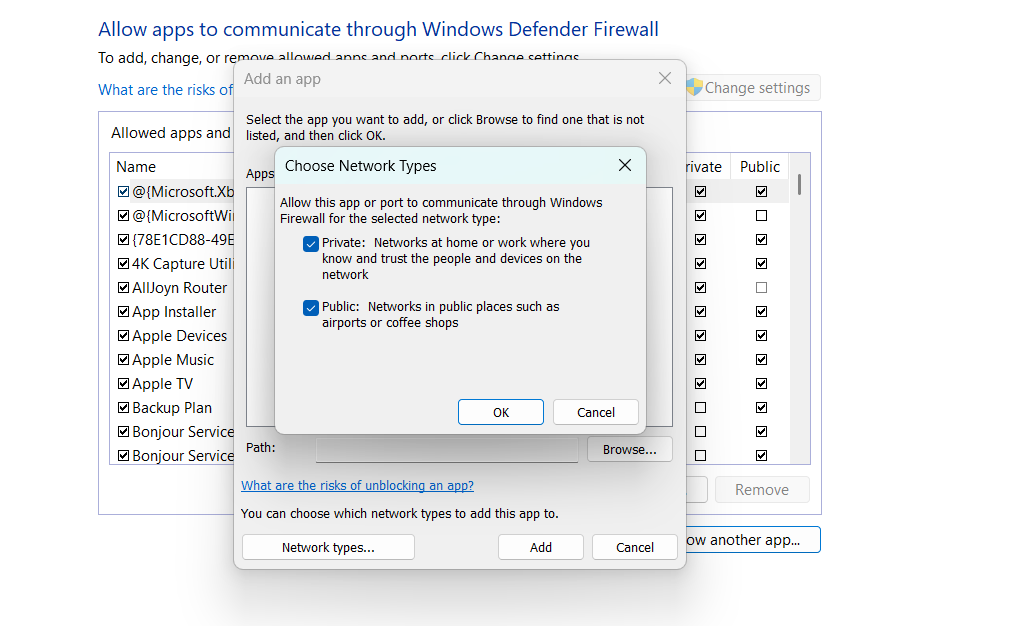 Allow apps to communicate through Windows Defender Firewall
To add, change, or remove allowed apps and ports, click Change settings.
What are the risks of
Change settings
Add an app
Select the app you want to add, or click Browse to find one that is not
listed, and then click OK.
Allowed apps and
Apps
Name
rivate
Public
@{Microsoft.Xb
@{MicrosoftWi
{78E1CD88-49E
4K Capture Utili
AllJoyn Router
App Installer
Apple Devices
Apple Music
Apple TV
Backup Plan
Bonjour Service
Bonjour Service
Choose Network Types
Allow this app or port to communicate through Windows
Firewall for the selected network type:
Private: Networks at home or work where you
know and trust the people and devices on the
network
Public: Networks in public places such as
airports or coffee shops
OK
Cancel
Path:
Browse...
What are the risks of unblocking an app?
You can choose which network types to add this app to.
Network types...
Add
Cancel
Remove
ow another app...